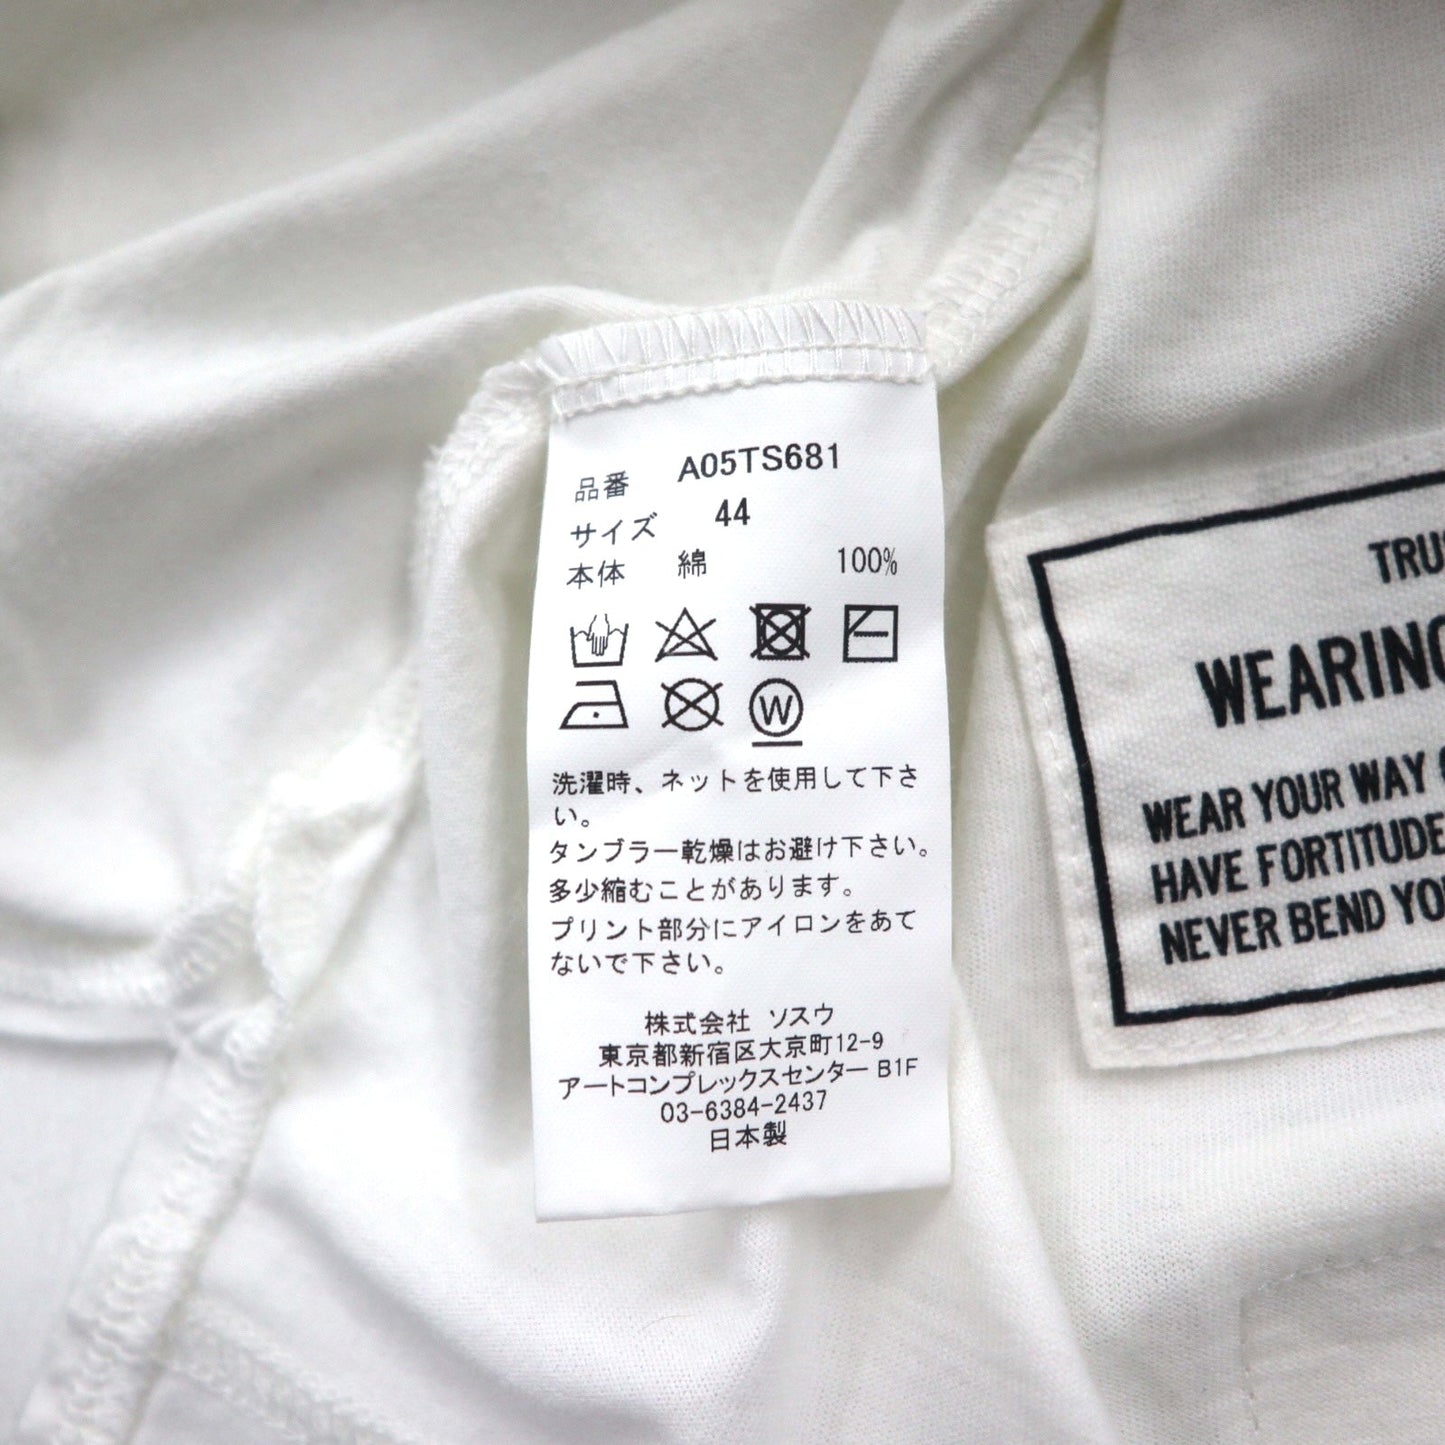 品番 A05TS681
サイズ 44
本体 綿 100%
W
洗濯時、ネットを使用して下さ
い。
タンブラー乾燥はお避け下さい。
多少縮むことがあります。
プリント部分にアイロンをあて
ないで下さい。
株式会社 ソスウ
東京都新宿区大京町12-9
アートコンプレックスセンター B1F
03-6384-2437
日本製
WEARING
WEAR YOUR WAY
HAVE FORTITUDE
NEVER BEND